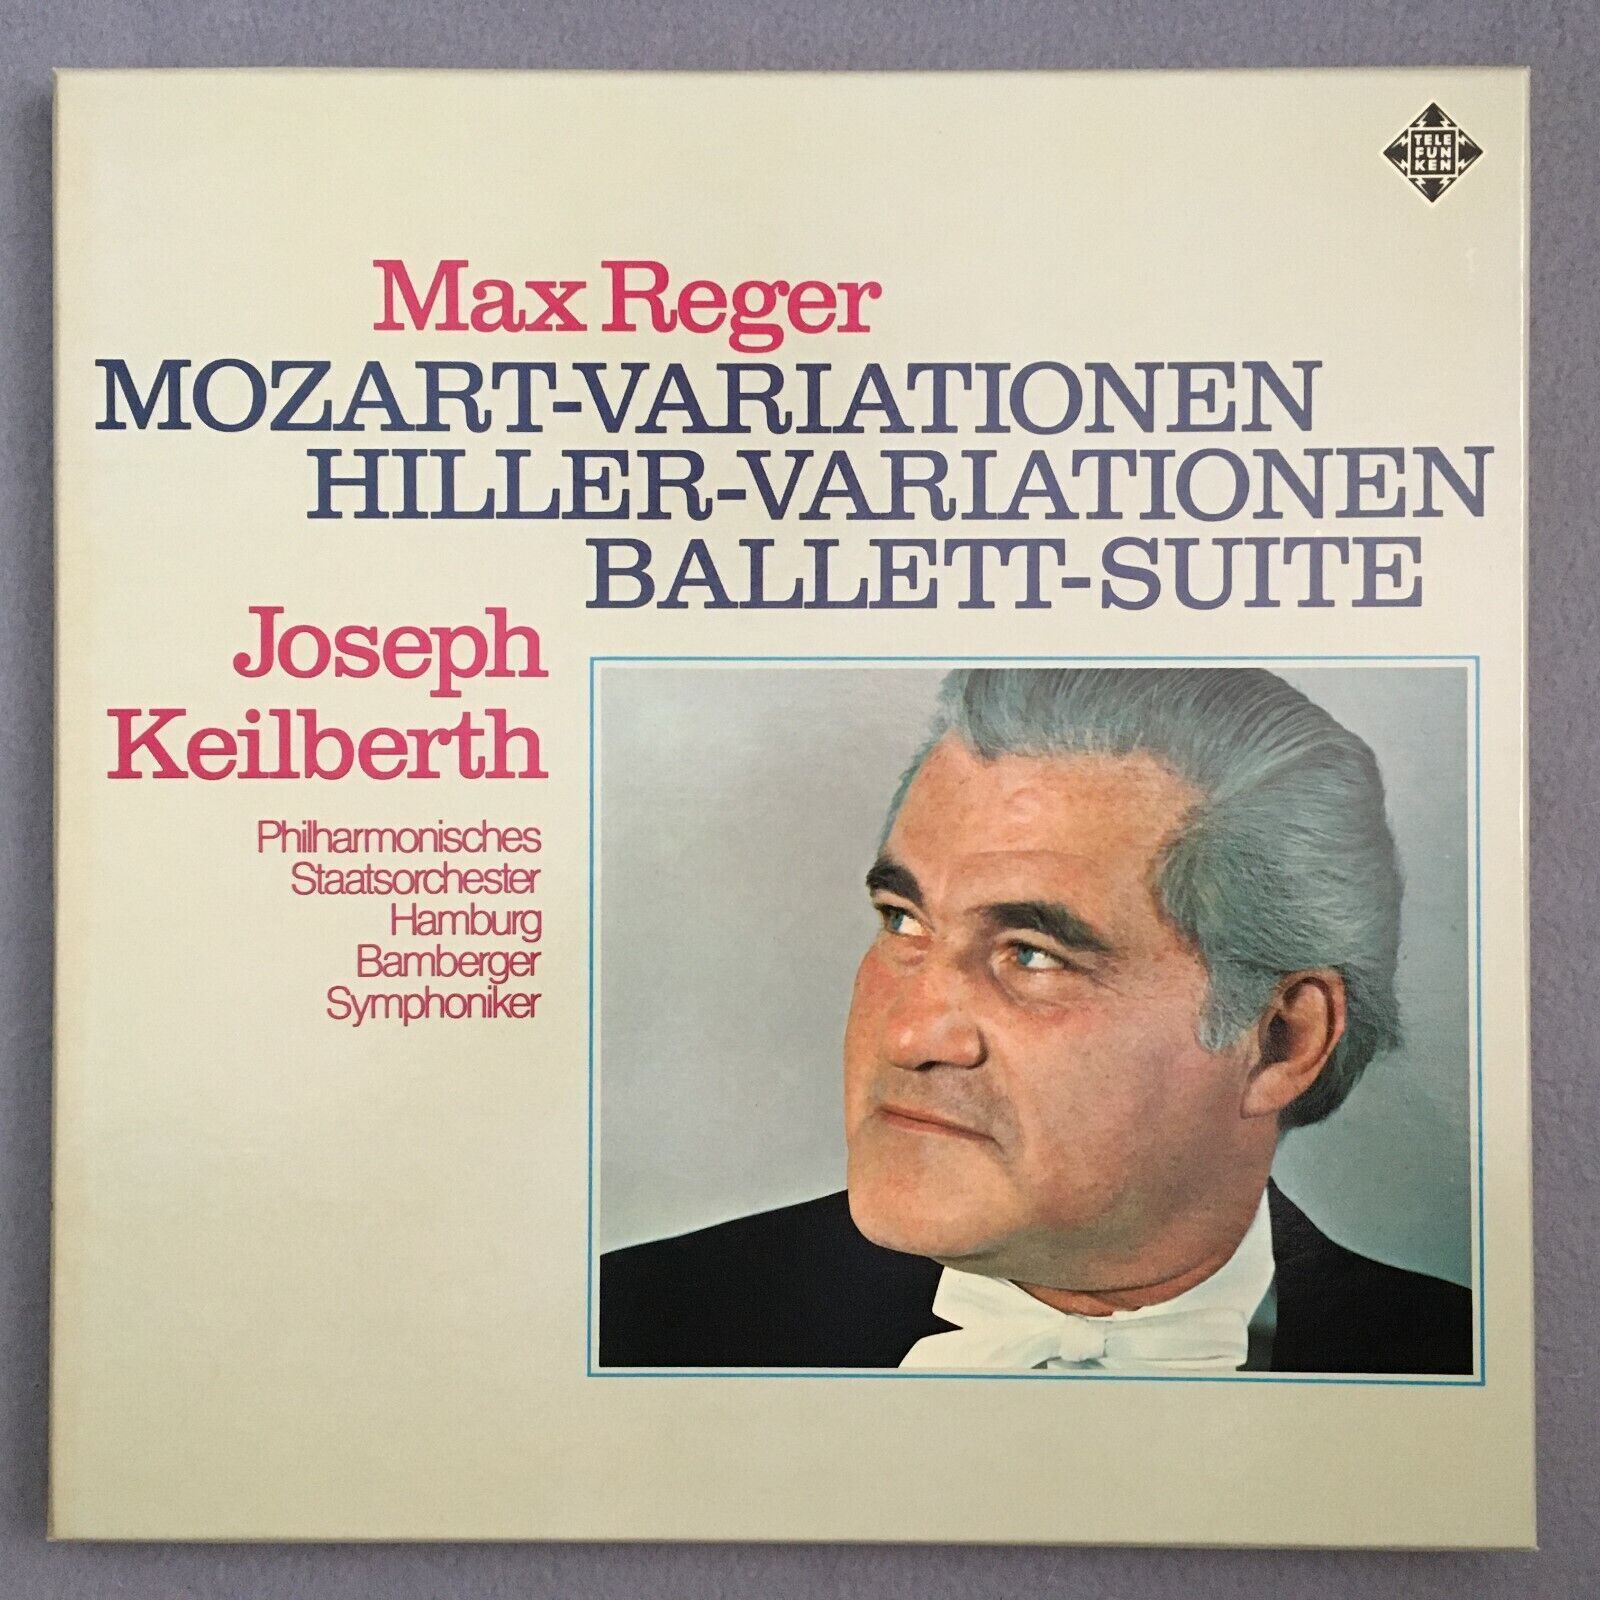 TELE
FUN
KEN
Max Reger
MOZART-VARIATIONEN
HILLER-VARIATIONEN
BALLETT-SUITE
Joseph
Keilberth
Philharmonisches
Staatsorchester
Hamburg
Bamberger
Symphoniker